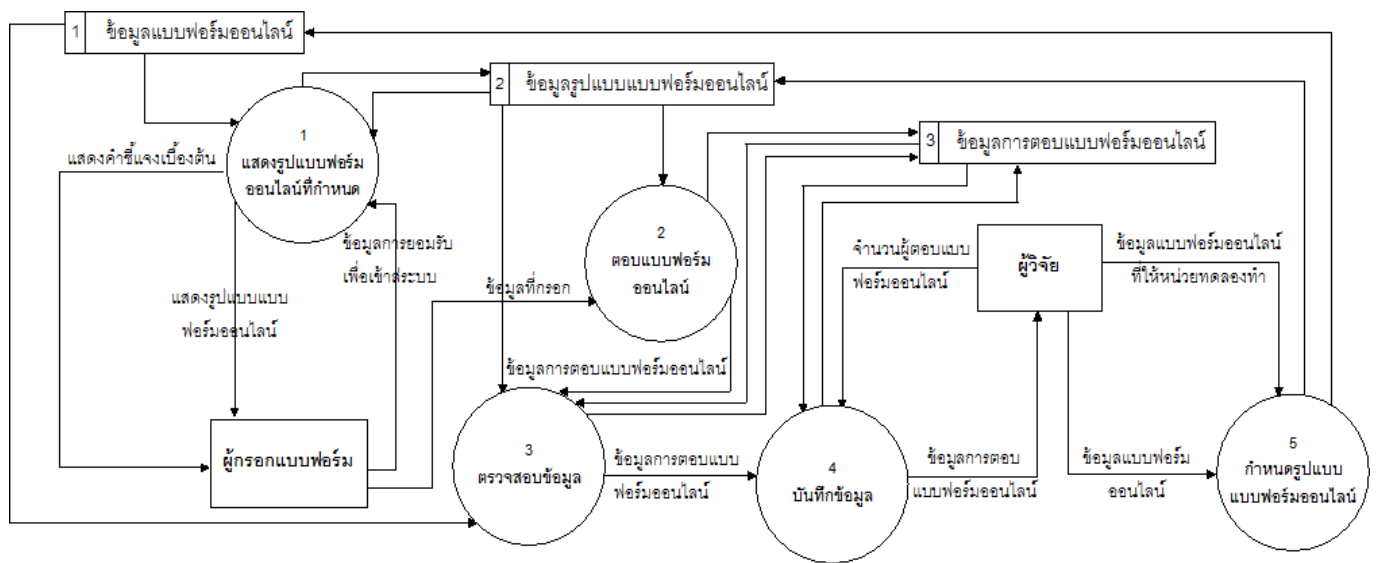 1 ข้อมูลแบบฟอร์มออนไลน์
2 ข้อมูลรูปแบบแบบฟอร์มออนไลน์
3 ข้อมูลการตอบแบบฟอร์มออนไลน์
1
แสดงรูปแบบฟอร์ม
ออนไลน์ที่กำหนด
แสดงคำชี้แจงเบื้องต้น
ข้อมูลการยอมรับ
เพื่อเข้าสู่ระบบ
แสดงรูปแบบแบบ
ฟอร์มออนไลน์
2
ตอบแบบฟอร์ม
ออนไลน์
ข้อมูลที่กรอก
จำนวนผู้ตอบแบบ
ฟอร์มออนไลน์
ผู้วิจัย
ข้อมูลแบบฟอร์มออนไลน์
ที่ให้หน่วยทดลองทำ
ข้อมูลการตอบแบบฟอร์มออนไลน์
ผู้กรอกแบบฟอร์ม
3
ตรวจสอบข้อมูล
ข้อมูลการตอบแบบ
ฟอร์มออนไลน์
4
บันทึกข้อมูล
ข้อมูลการตอบ
แบบฟอร์มออนไลน์
ข้อมูลแบบฟอร์ม
ออนไลน์
5
กำหนดรูปแบบ
แบบฟอร์มออนไลน์